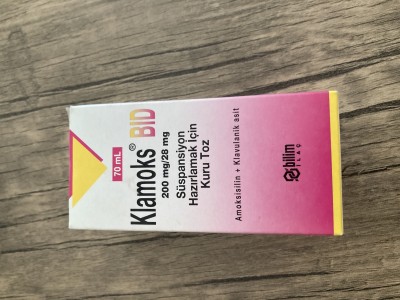 70 mL
Klamoks® BID
200 mg/28 mg
Süspansiyon
Hazırlamak İçin
Kuru Toz
Amoksisilin + Klavulanik asit
bilim
İLAÇ